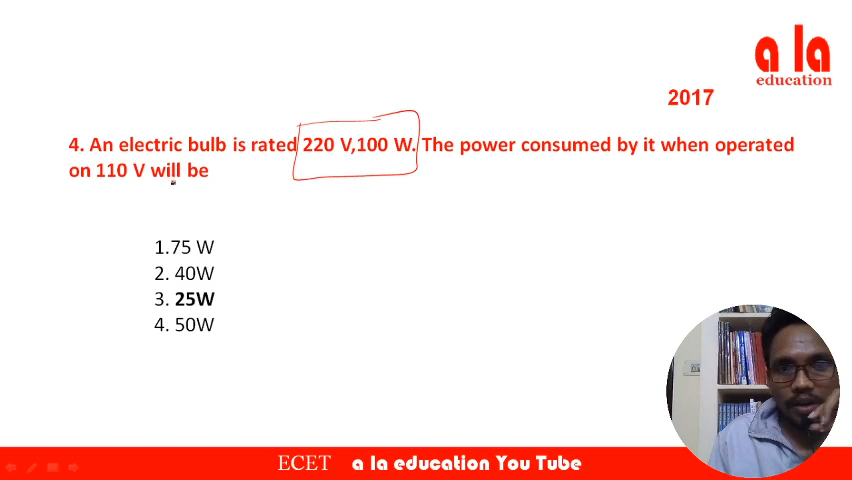 a la
education
2017
4. An electric bulb is rated 220 V,100 W. The power consumed by it when operated
on 110 V will be
1.75 W
2. 40W
3. 25W
4. 50W
ECET a la education You Tube